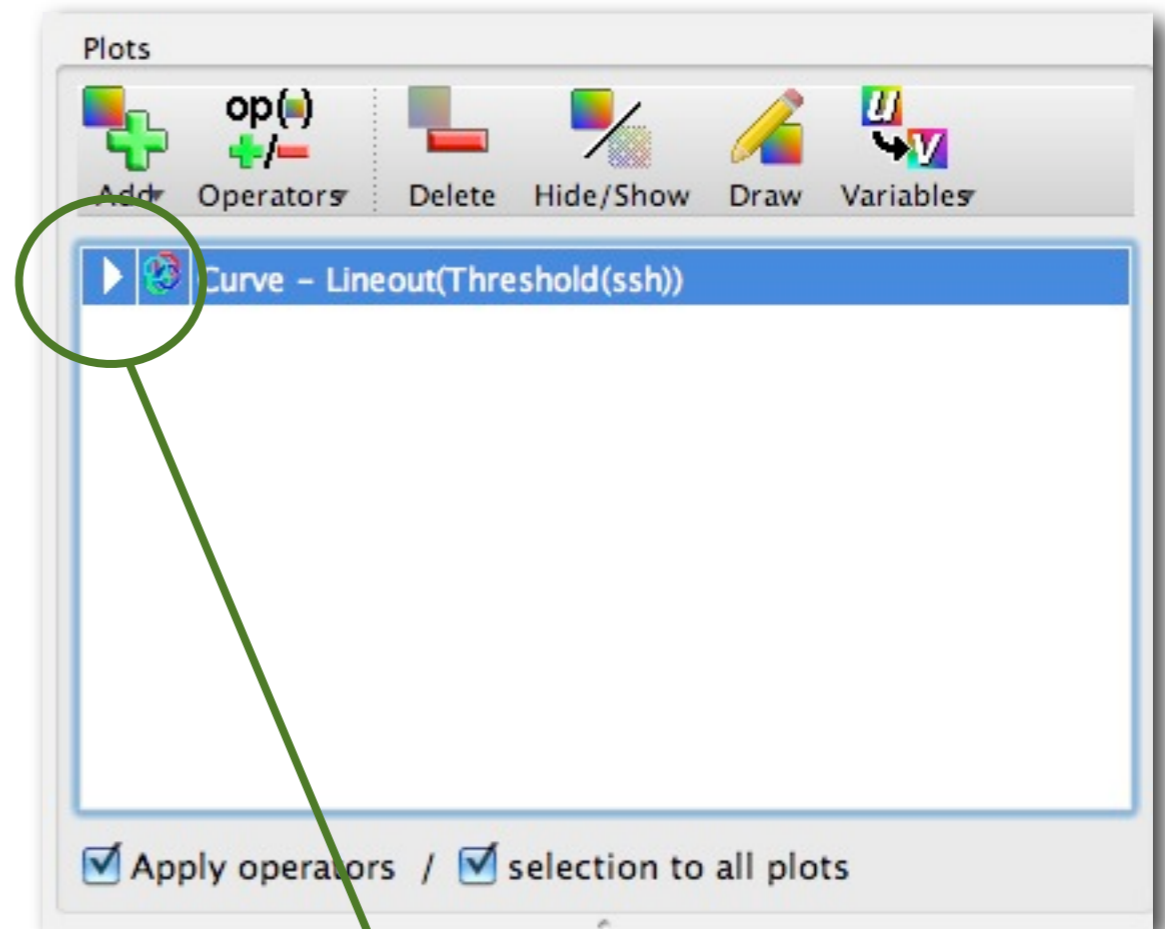 Plots
op( )
+/-
U
V
Add Operators Delete Hide/Show Draw Variables
Curve – Lineout(Threshold(ssh))
Apply operators / selection to all plots